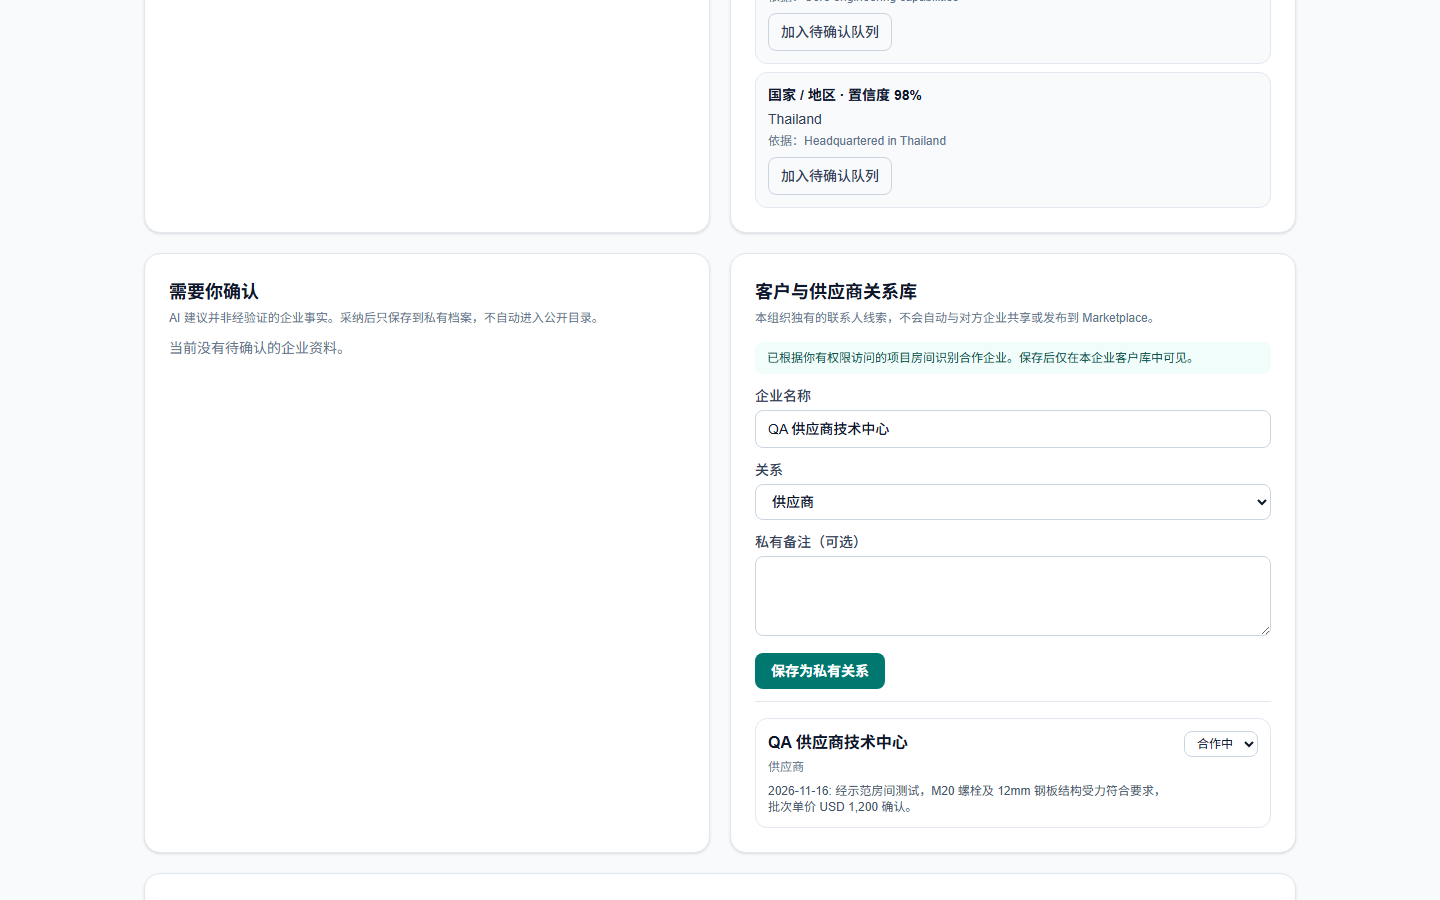 加入待确认队列
国家 / 地区 · 置信度 98%
Thailand
依据：Headquartered in Thailand
加入待确认队列
需要你确认
AI 建议并非经验证的企业事实。采纳后只保存到私有档案，不自动进入公开目录。
当前没有待确认的企业资料。
客户与供应商关系库
本组织独有的联系人线索，不会自动与对方企业共享或发布到 Marketplace。
已根据你有权限访问的项目房间识别合作企业。保存后仅在本企业客户库中可见。
企业名称
QA 供应商技术中心
关系
供应商
私有备注（可选）
保存为私有关系
QA 供应商技术中心
合作中
供应商
2026-11-16: 经示范房间测试，M20 螺栓及 12mm 钢板结构受力符合要求，
批次单价 USD 1,200 确认。